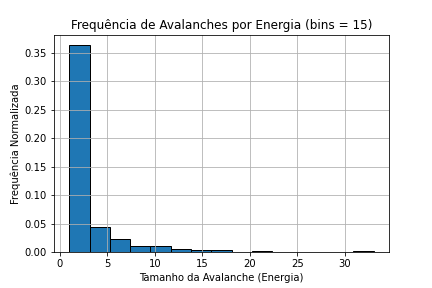 Frequência de Avalanches por Energia (bins = 15)
Frequência Normalizada
0.35
0.30
0.25
0.20
0.15
0.10
0.05
0.00
0 5 10 15 20 25 30
Tamanho da Avalanche (Energia)